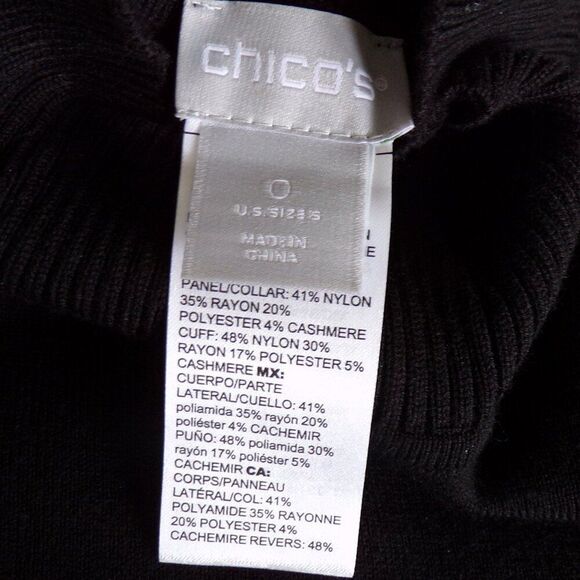 chico's
0
U.S. SIZE S
MADE IN
CHINA
E
PANEL/COLLAR: 41% NYLON
35% RAYON 20%
POLYESTER 4% CASHMERE
CUFF: 48% NYLON 30%
RAYON 17% POLYESTER 5%
CASHMERE MX:
CUERPO/PARTE
LATERAL/CUELLO: 41%
poliamida 35% rayón 20%
poliéster 4% CACHEMIR
PUÑO: 48% poliamida 30%
rayón 17% poliéster 5%
CACHEMIR CA:
CORPS/PANNEAU
LATÉRAL/COL: 41%
POLYAMIDE 35% RAYONNE
20% POLYESTER 4%
CACHEMIRE REVERS: 48%